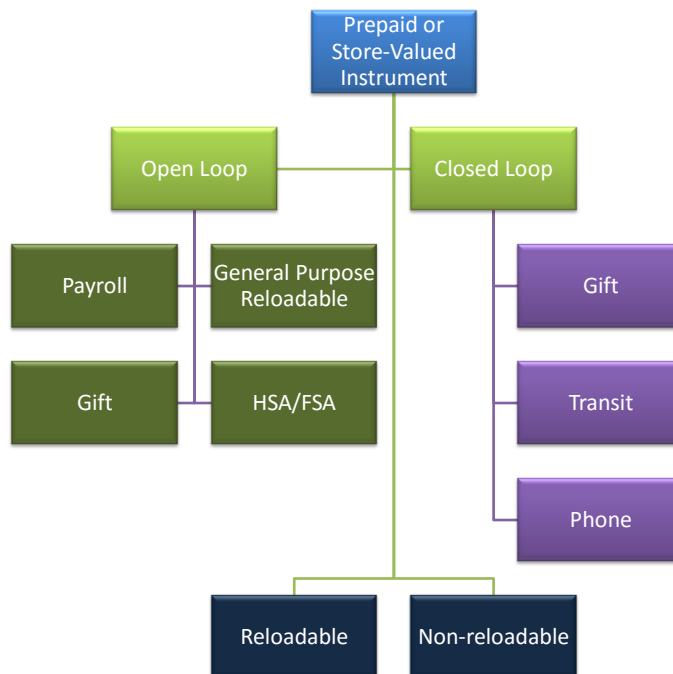 Prepaid or
Store-Valued
Instrument
Open Loop
Closed Loop
Payroll
General Purpose
Reloadable
Gift
Gift
HSA/FSA
Transit
Phone
Reloadable
Non-reloadable